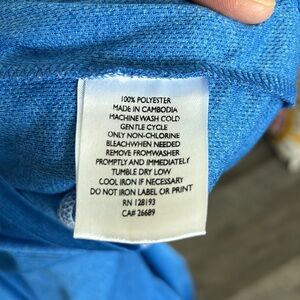 100% POLYESTER
MADE IN CAMBODIA
MACHINE WASH COLD
GENTLE CYCLE
ONLY NON-CHLORINE
BLEACHWHEN NEEDED
REMOVE FROMWASHER
PROMPTLY AND IMMEDIATELY
TUMBLE DRY LOW
COOL IRON IF NECESSARY
DO NOT IRON LABEL OR PRINT
RN 128193
CA# 26689